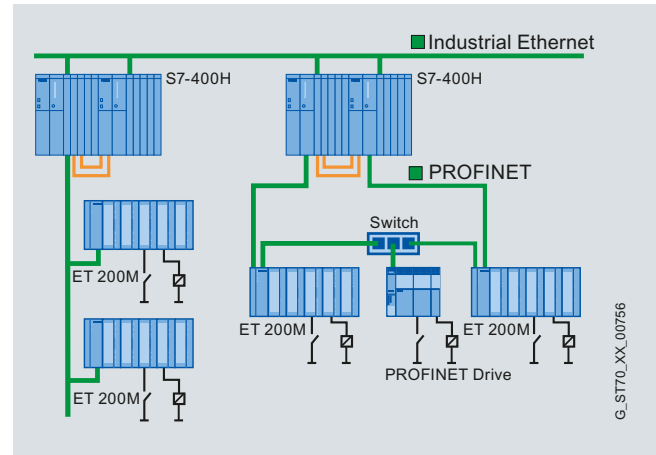 Industrial Ethernet
S7-400H
S7-400H
PROFINET
Switch
ET 200M
ET 200M
ET 200M
PROFINET Drive
ET 200M
G_ST70_XX_00756